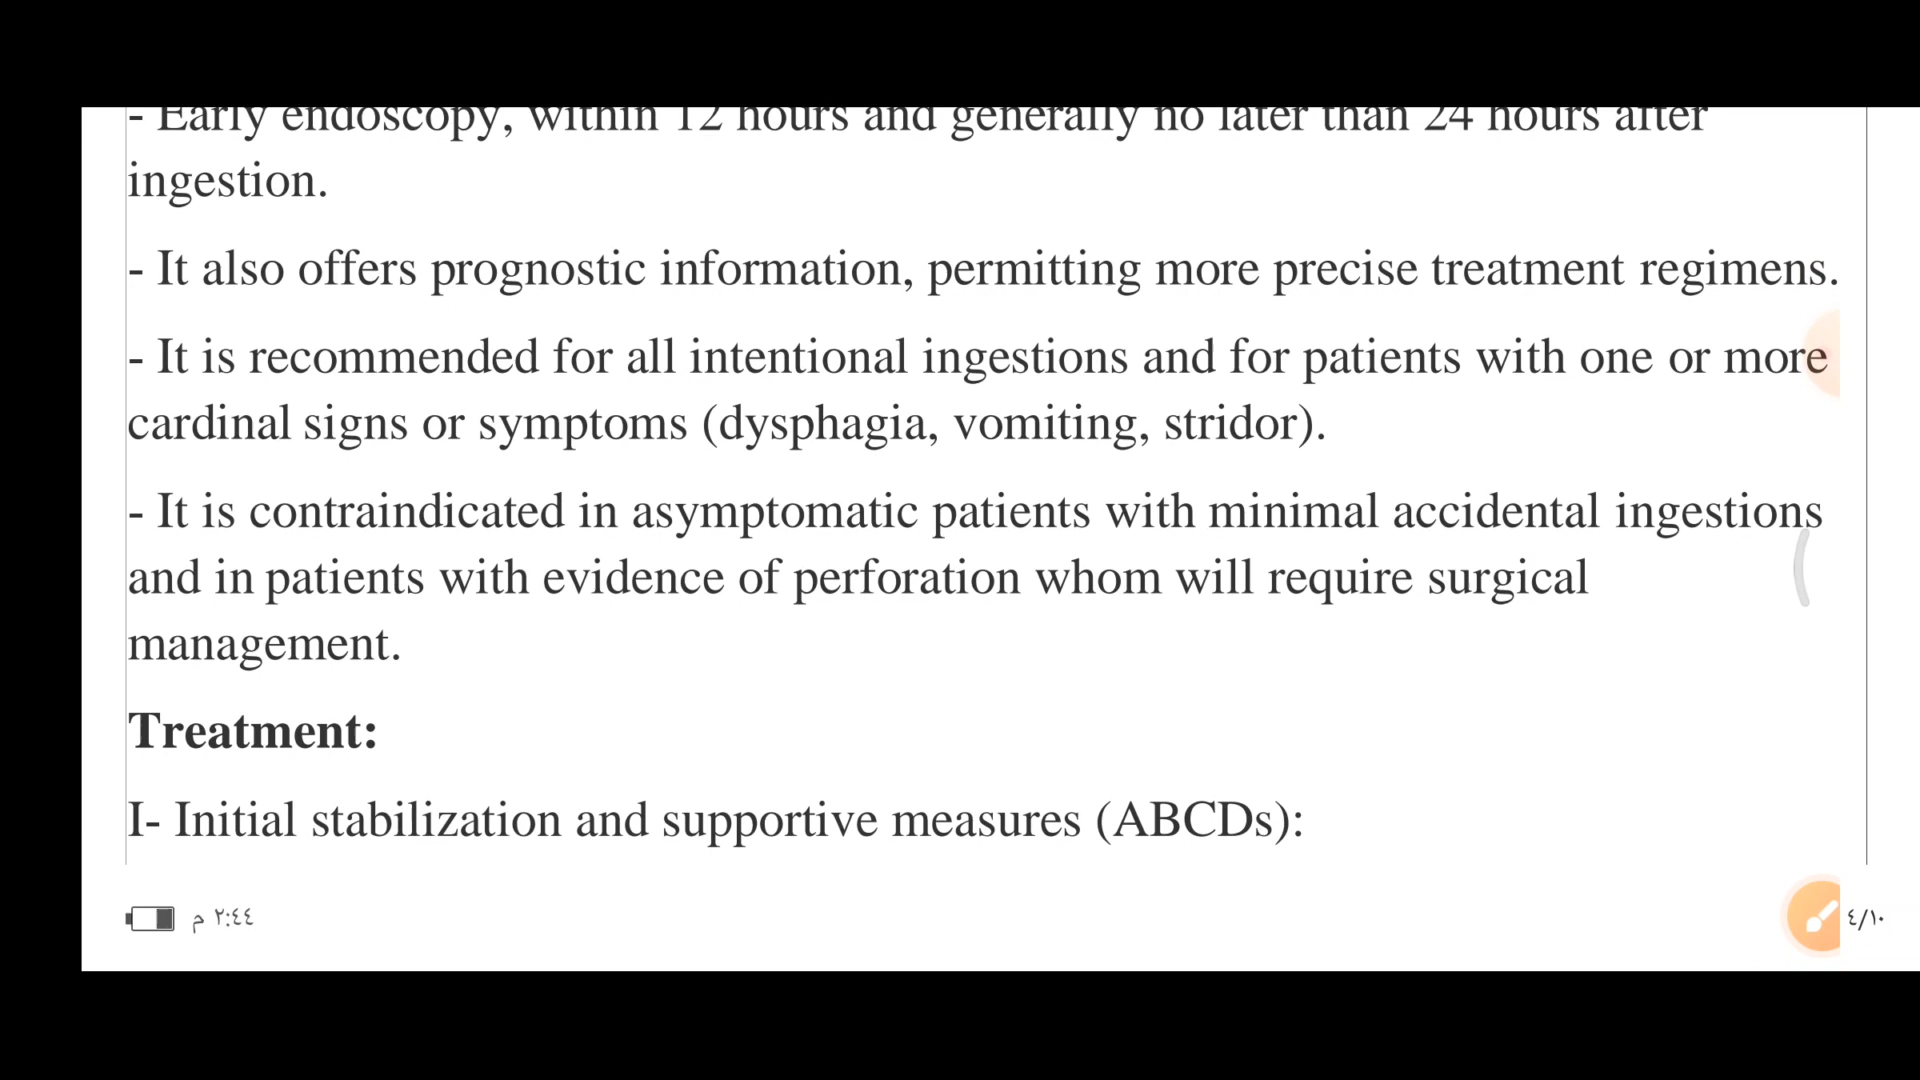 - Early endoscopy, within 12 hours and generally no later than 24 hours after
ingestion.
- It also offers prognostic information, permitting more precise treatment regimens.
- It is recommended for all intentional ingestions and for patients with one or more
cardinal signs or symptoms (dysphagia, vomiting, stridor).
- It is contraindicated in asymptomatic patients with minimal accidental ingestions
and in patients with evidence of perforation whom will require surgical
management.
Treatment:
I- Initial stabilization and supportive measures (ABCDs):
٢:٤٤ م
٤/١٠